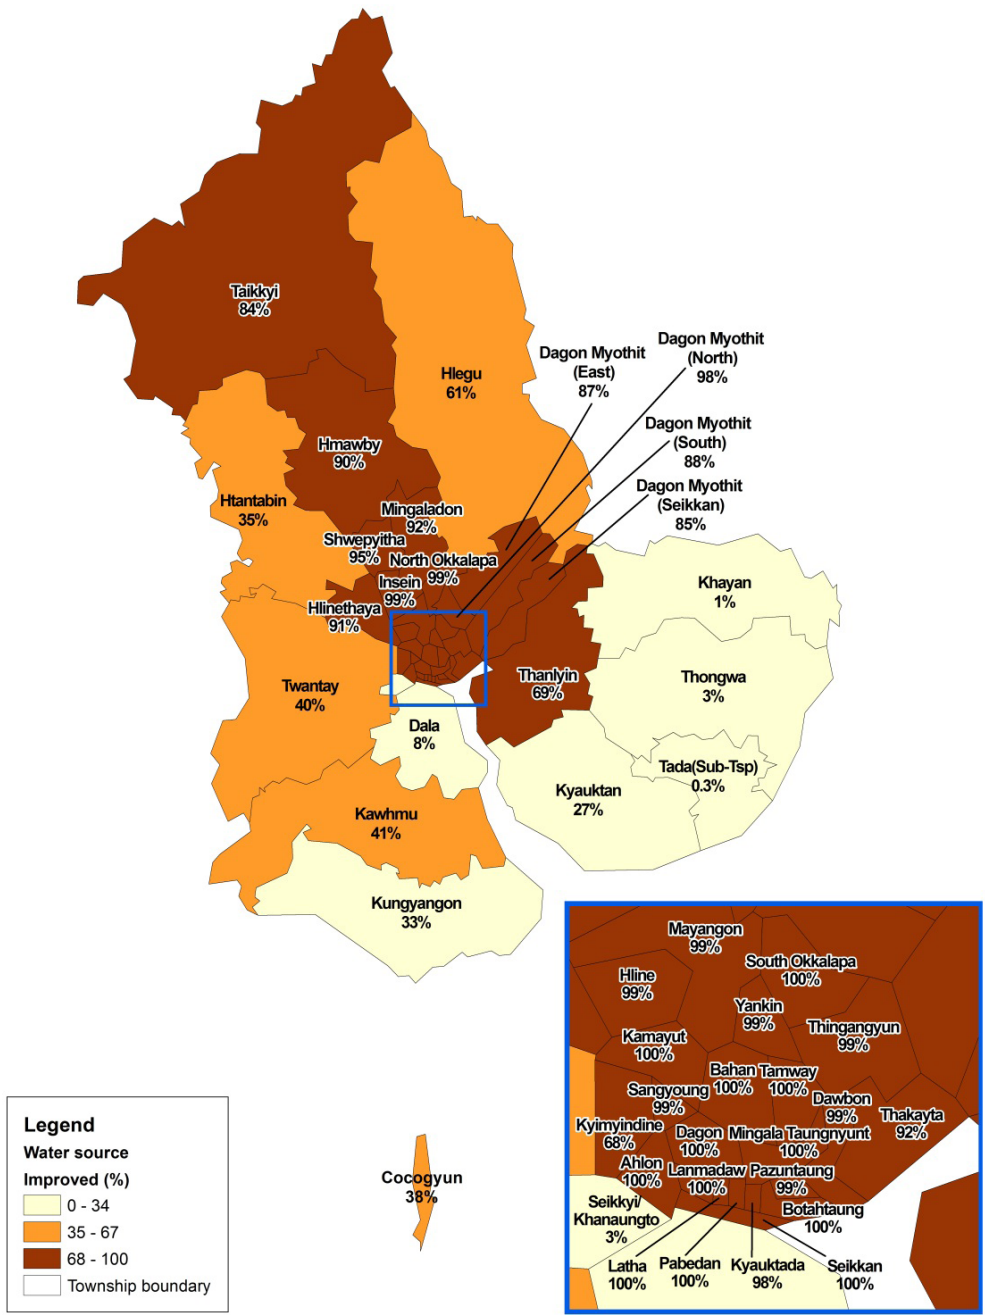 Taikkyi
84%
Hlegu
61%
Dagon Myothit
(East)
87%
Dagon Myothit
(North)
98%
Dagon Myothit
(South)
88%
Dagon Myothit
(Seikkan)
85%
Hmawby
90%
Htantabin
35%
Mingaladon
92%
Shwepyitha
95%
North Okkalapa
99%
Insein
99%
Hlinethaya
91%
Khayan
1%
Thongwa
3%
Thanlyin
69%
Twantay
40%
Dala
8%
Tada(Sub-Tsp)
0.3%
Kyauktan
27%
Kawhmu
41%
Kungyangon
33%
Cocogyun
38%
Mayangon
99%
South Okkalapa
100%
Hline
99%
Yankin
99%
Thingangyun
99%
Kamayut
100%
Bahan
100%
Tamway
100%
Sangyoung
99%
Dawbon
99%
Thakayta
92%
Kyimyindine
68%
Dagon
100%
Mingala Taungnyunt
100%
Ahlon
100%
Lanmadaw
100%
Pazuntaung
99%
Seikkyi/
Khanaungto
3%
Botahtaung
100%
Latha
100%
Pabedan
100%
Kyauktada
98%
Seikkan
100%
Legend
Water source
Improved (%)
0 - 34
35 - 67
68 - 100
Township boundary